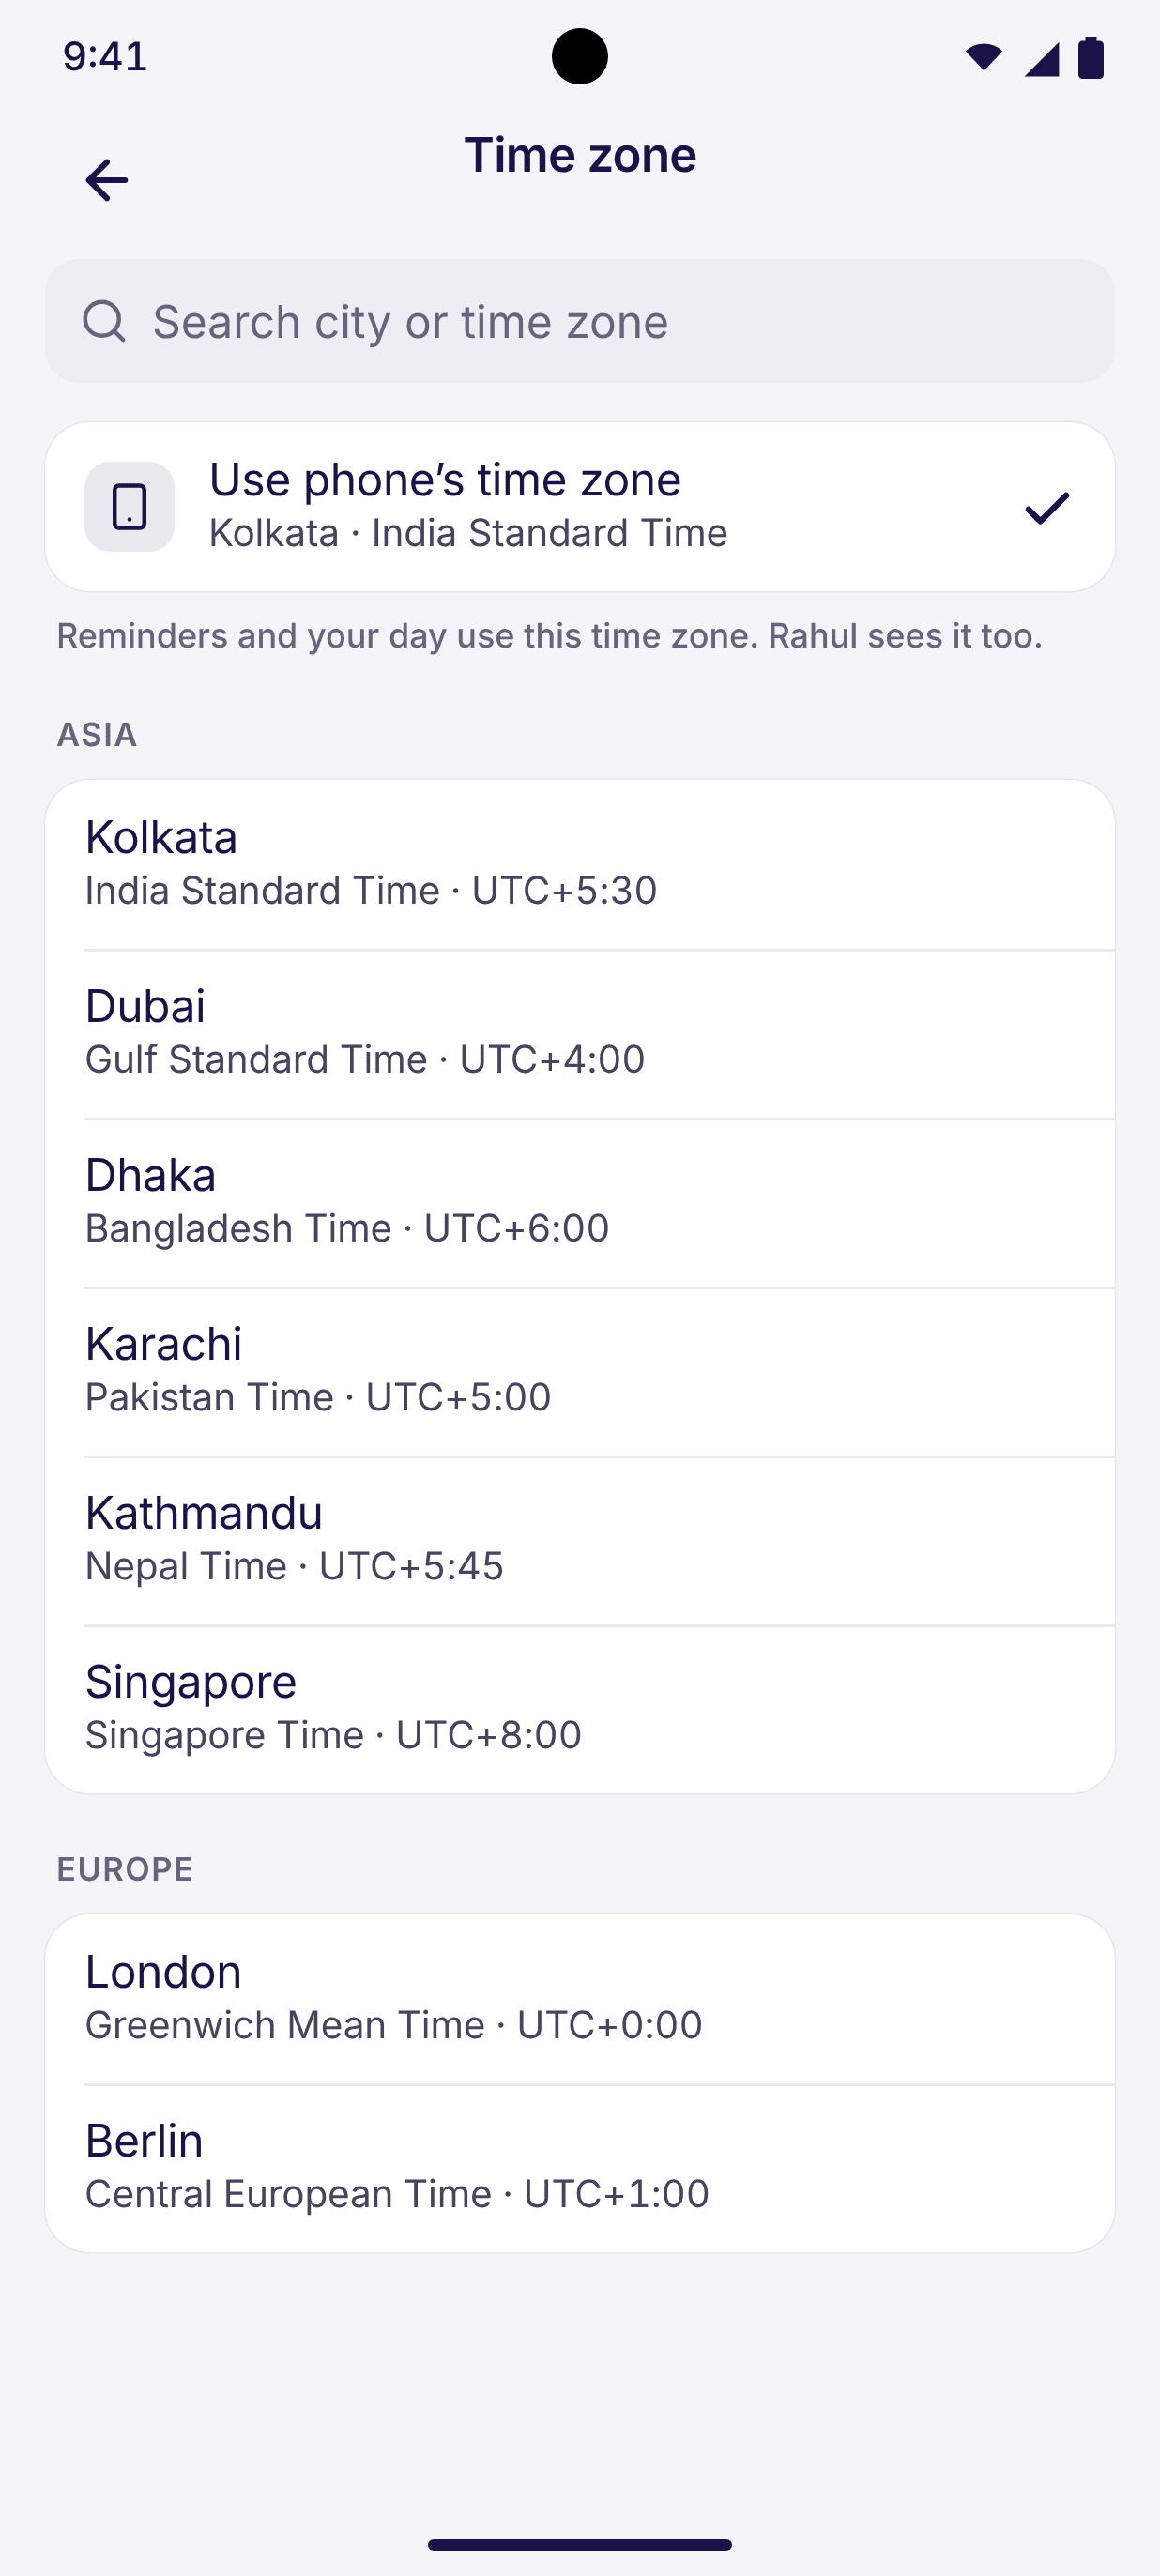 9:41
Time zone
Search city or time zone
Use phone’s time zone
Kolkata · India Standard Time
Reminders and your day use this time zone. Rahul sees it too.
ASIA
Kolkata
India Standard Time · UTC+5:30
Dubai
Gulf Standard Time · UTC+4:00
Dhaka
Bangladesh Time · UTC+6:00
Karachi
Pakistan Time · UTC+5:00
Kathmandu
Nepal Time · UTC+5:45
Singapore
Singapore Time · UTC+8:00
EUROPE
London
Greenwich Mean Time · UTC+0:00
Berlin
Central European Time · UTC+1:00